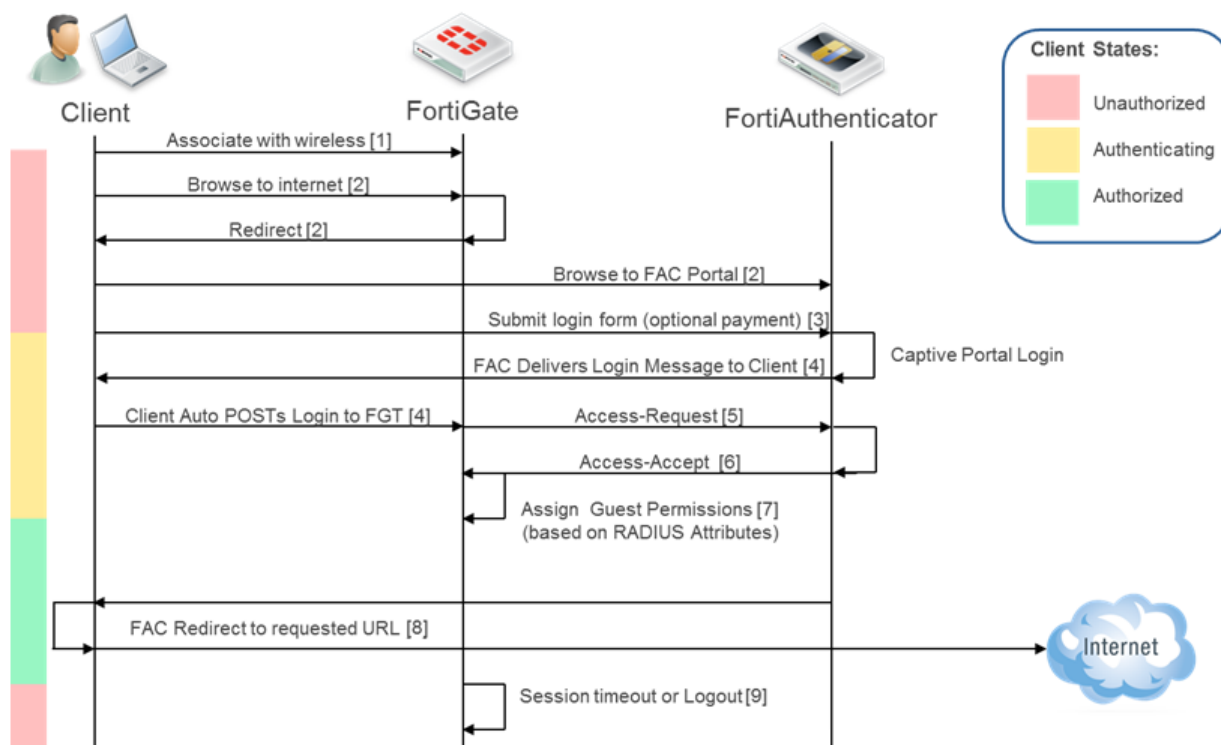 Client States:
Unauthorized
Authenticating
Authorized
Client
FortiGate
FortiAuthenticator
Associate with wireless [1]
Browse to internet [2]
Redirect [2]
Browse to FAC Portal [2]
Submit login form (optional payment) [3]
Captive Portal Login
FAC Delivers Login Message to Client [4]
Client Auto POSTs Login to FGT [4]
Access-Request [5]
Access-Accept [6]
Assign Guest Permissions [7]
(based on RADIUS Attributes)
FAC Redirect to requested URL [8]
Internet
Session timeout or Logout [9]